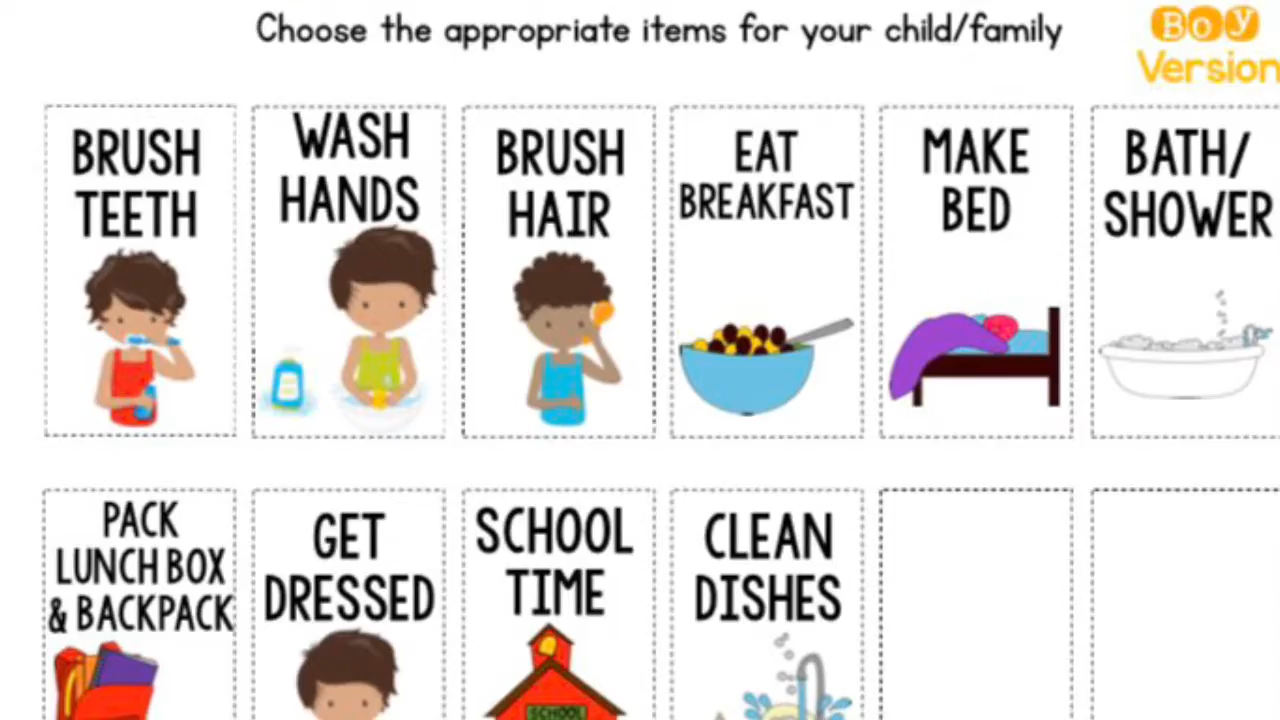 Choose the appropriate items for your child/family
Boy
Version
BRUSH
TEETH
WASH
HANDS
BRUSH
HAIR
EAT
BREAKFAST
MAKE
BED
BATH/
SHOWER
PACK
LUNCH BOX
& BACKPACK
GET
DRESSED
SCHOOL
TIME
SCHOOL
CLEAN
DISHES